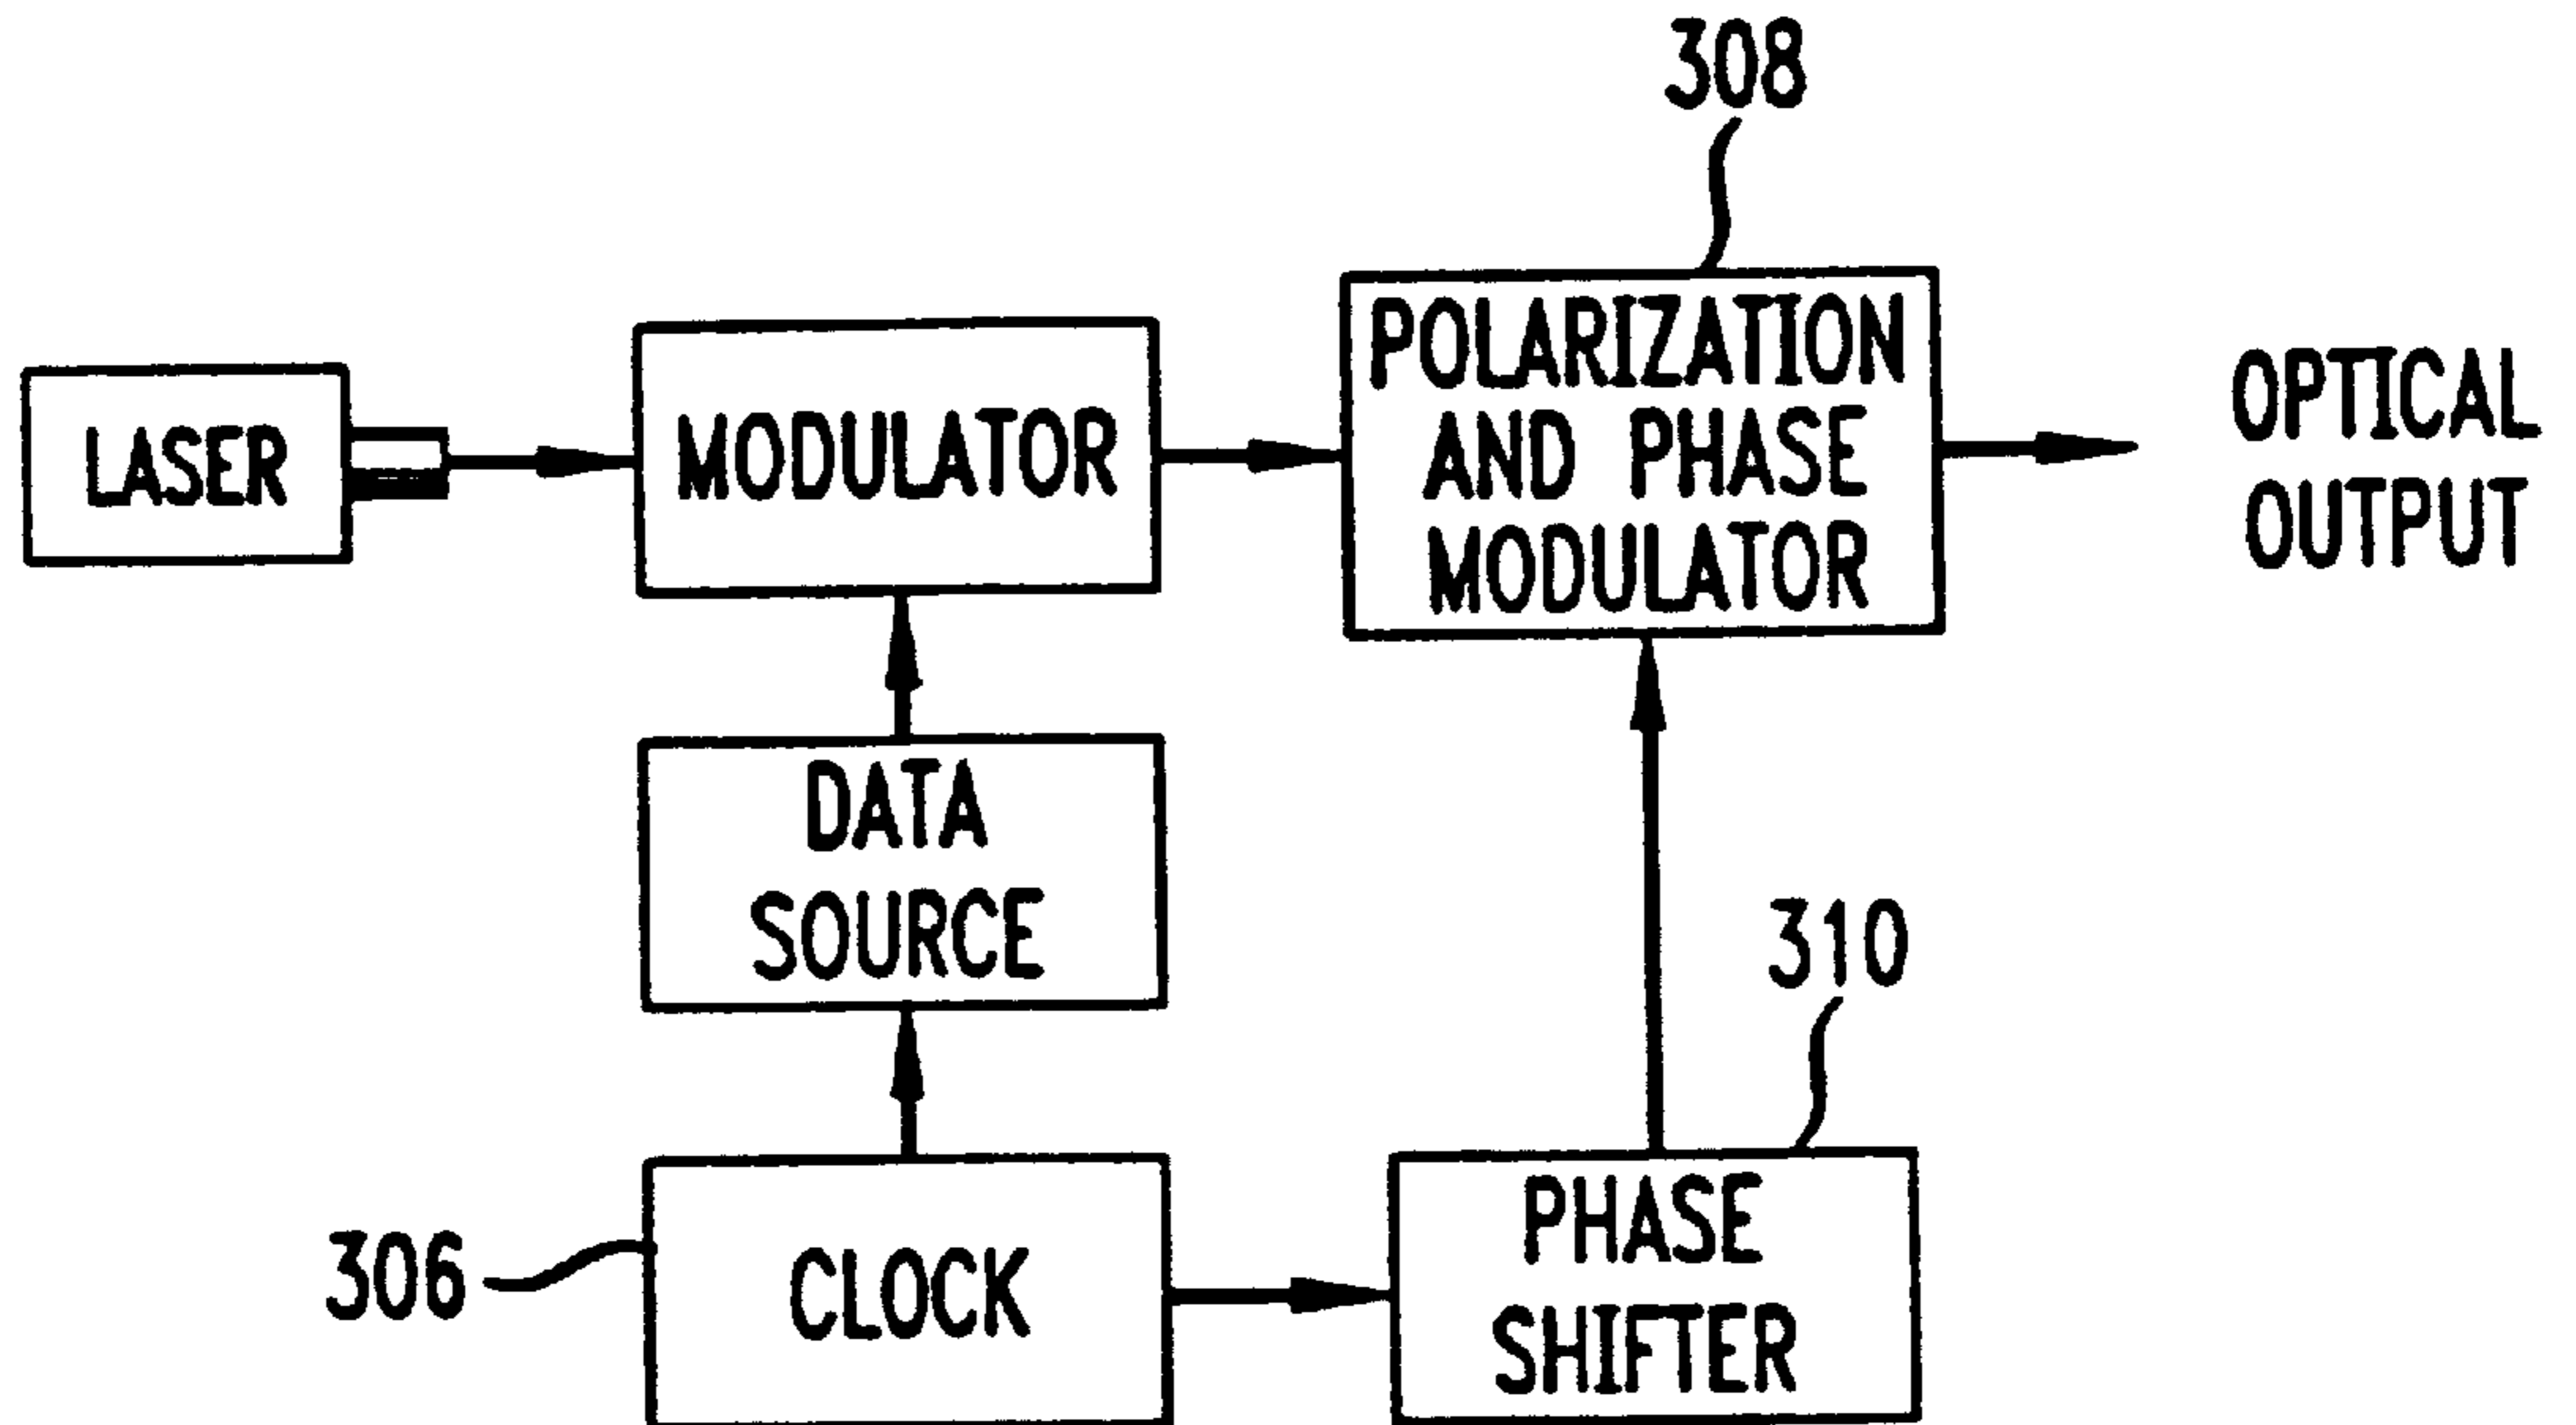 308
LASER
MODULATOR
POLARIZATION
AND PHASE
MODULATOR
OPTICAL
OUTPUT
DATA
SOURCE
310
306
CLOCK
PHASE
SHIFTER